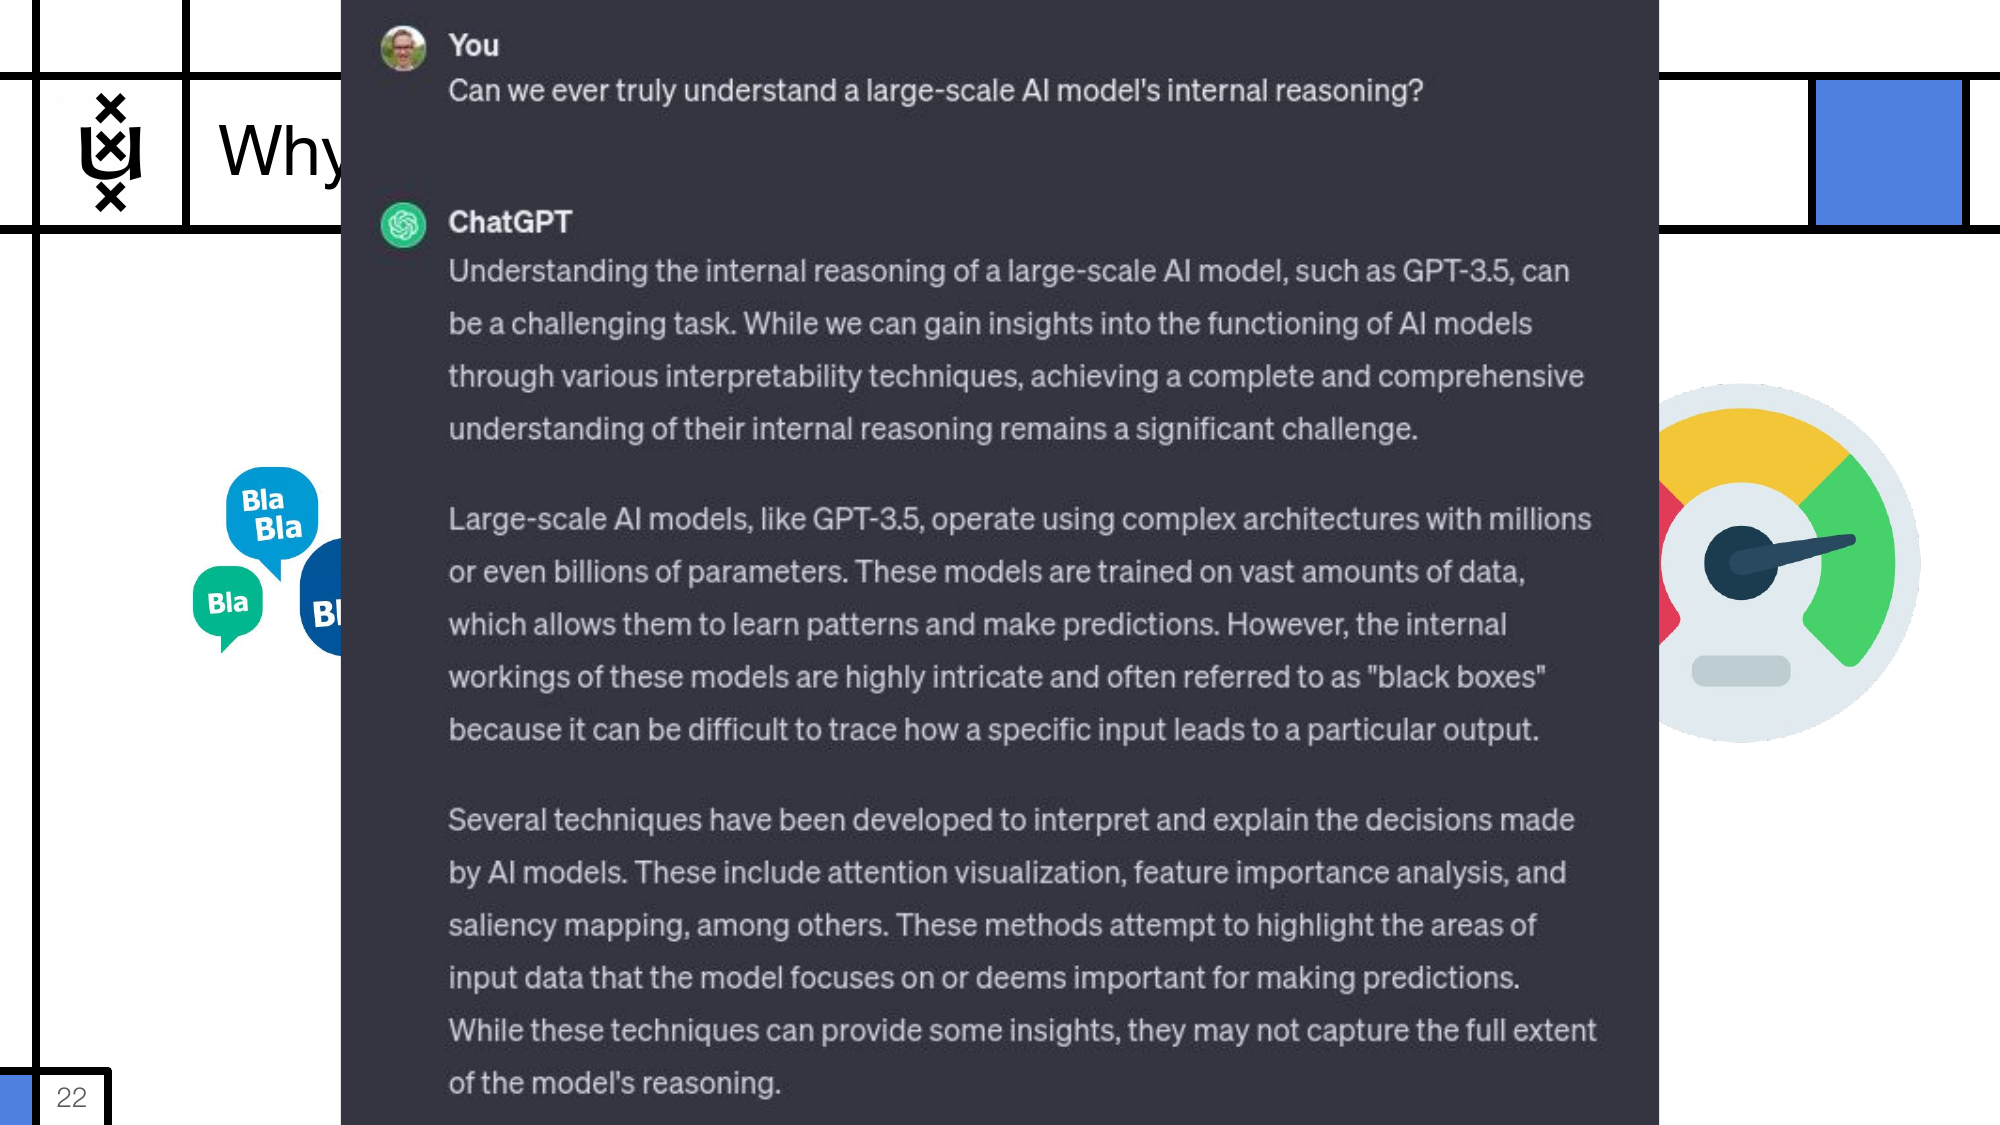 Why
You
Can we ever truly understand a large-scale AI model's internal reasoning?
ChatGPT
Understanding the internal reasoning of a large-scale AI model, such as GPT-3.5, can
be a challenging task. While we can gain insights into the functioning of AI models
through various interpretability techniques, achieving a complete and comprehensive
understanding of their internal reasoning remains a significant challenge.
Large-scale AI models, like GPT-3.5, operate using complex architectures with millions
or even billions of parameters. These models are trained on vast amounts of data,
which allows them to learn patterns and make predictions. However, the internal
workings of these models are highly intricate and often referred to as "black boxes"
because it can be difficult to trace how a specific input leads to a particular output.
Several techniques have been developed to interpret and explain the decisions made
by AI models. These include attention visualization, feature importance analysis, and
saliency mapping, among others. These methods attempt to highlight the areas of
input data that the model focuses on or deems important for making predictions.
While these techniques can provide some insights, they may not capture the full extent
of the model's reasoning.
Bla
Bla
Bla
22